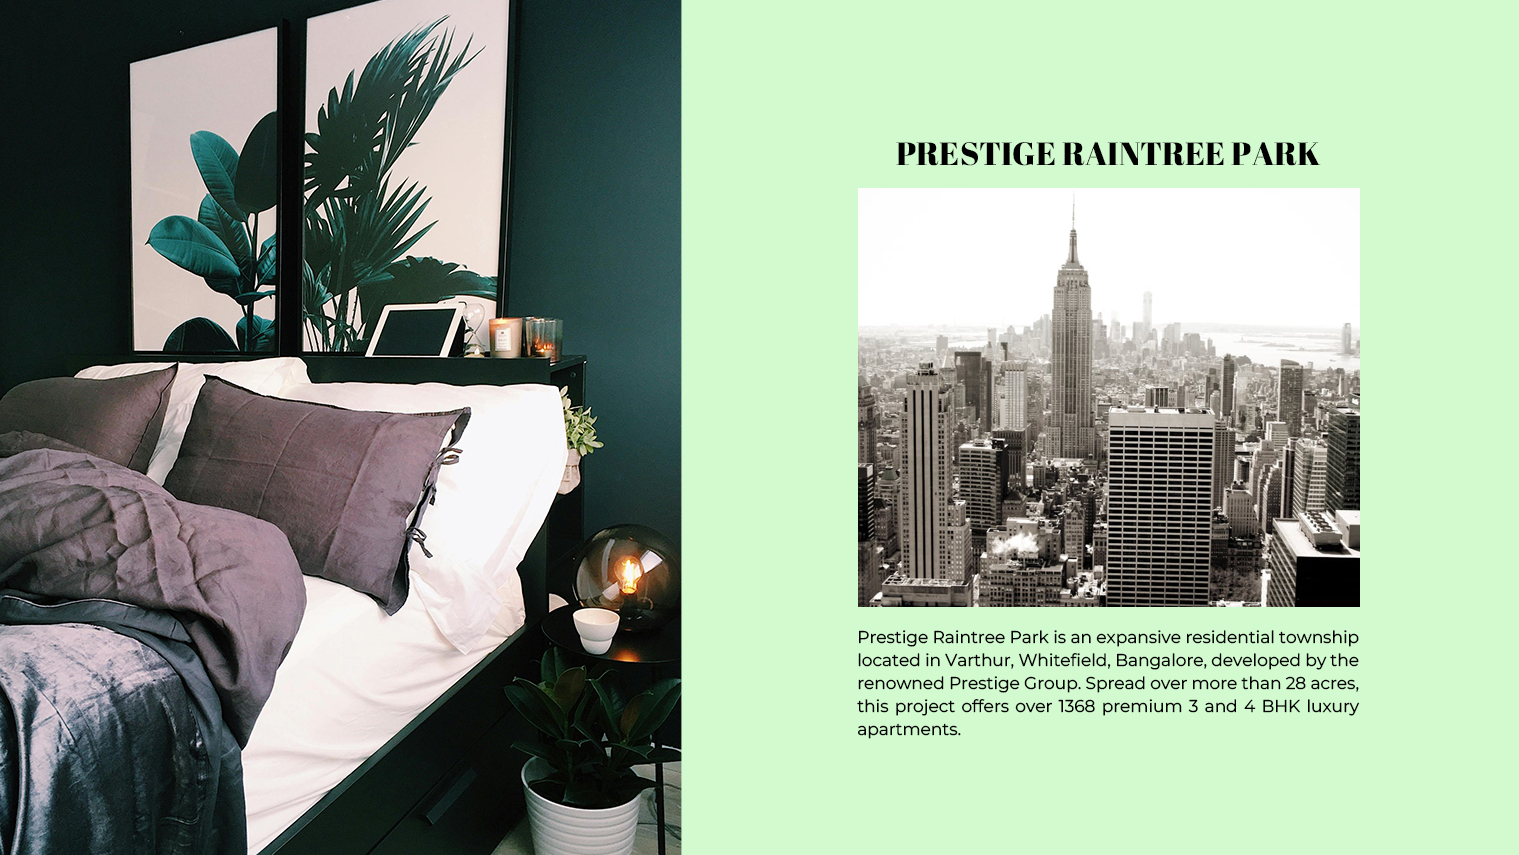 PRESTIGE RAINTREE PARK
Prestige Raintree Park is an expansive residential township
located in Varthur, Whitefield, Bangalore, developed by the
renowned Prestige Group. Spread over more than 28 acres,
this project offers over 1368 premium 3 and 4 BHK luxury
apartments.